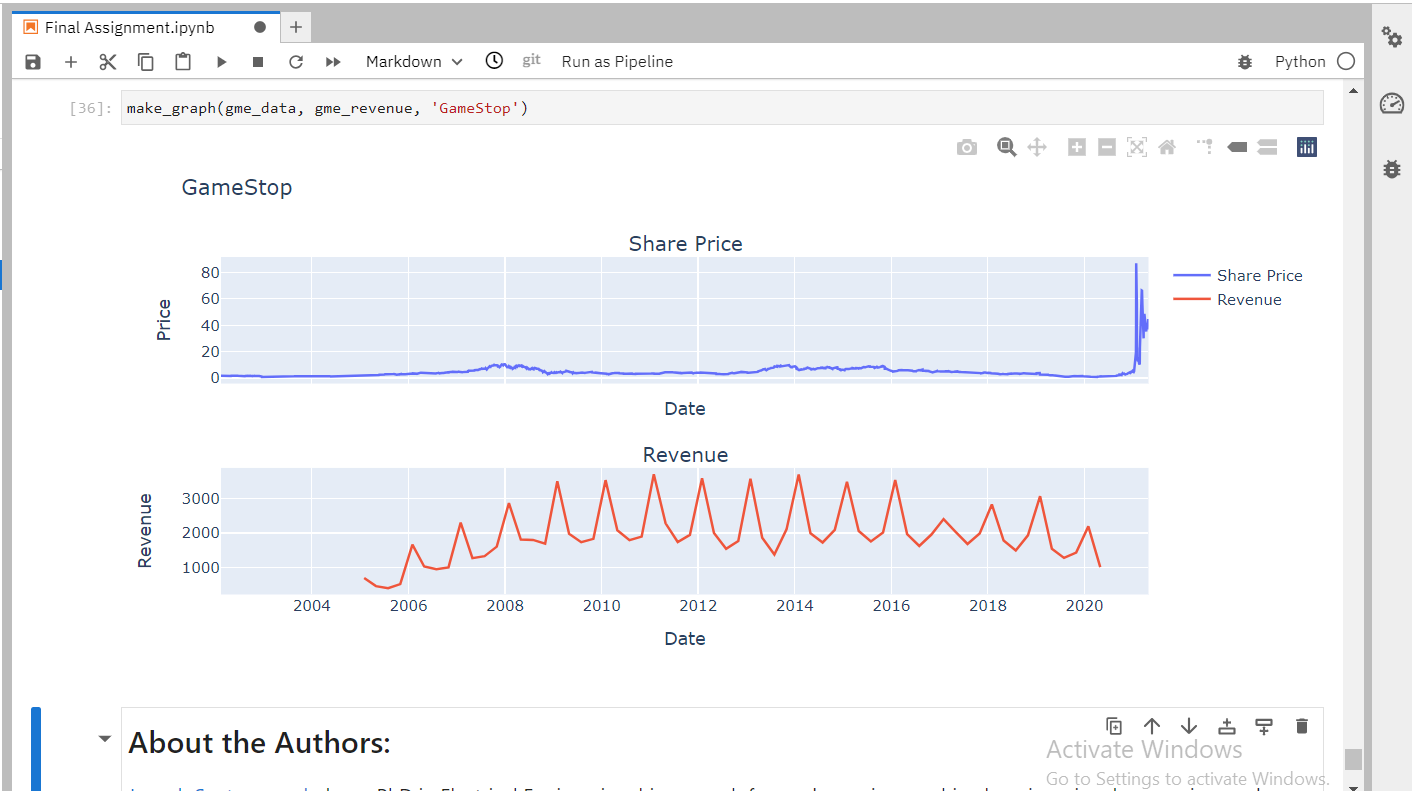 Final Assignment.ipynb
Markdown git Run as Pipeline Python
[36]: make_graph(gme_data, gme_revenue, 'GameStop')
GameStop
Share Price
80
60
40
20
0
Price
Date
Share Price
Revenue
Revenue
3000
2000
1000
Revenue
2004 2006 2008 2010 2012 2014 2016 2018 2020
Date
About the Authors:
Activate Windows
Go to Settings to activate Windows.